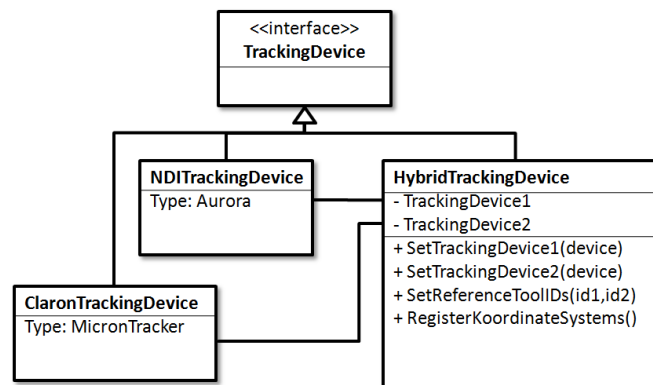 <<interface>>
TrackingDevice
NDITrackingDevice
Type: Aurora
HybridTrackingDevice
- TrackingDevice1
- TrackingDevice2
+ SetTrackingDevice1(device)
+ SetTrackingDevice2(device)
+ SetReferenceToolIDs(id1,id2)
+ RegisterKoordinateSystems()
ClaronTrackingDevice
Type: MicronTracker